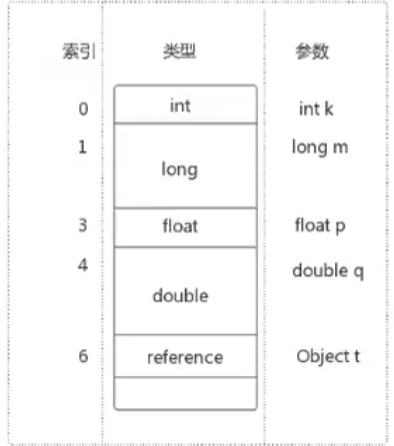 索引 类型 参数
0 int int k
1 long long m
3 float float p
4 double double q
6 reference Object t